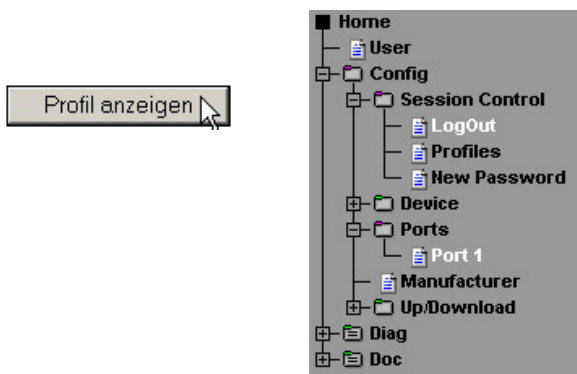 Profil anzeigen
Home
User
Config
Session Control
LogOut
Profiles
New Password
Device
Ports
Port 1
Manufacturer
Up/Download
Diag
Doc